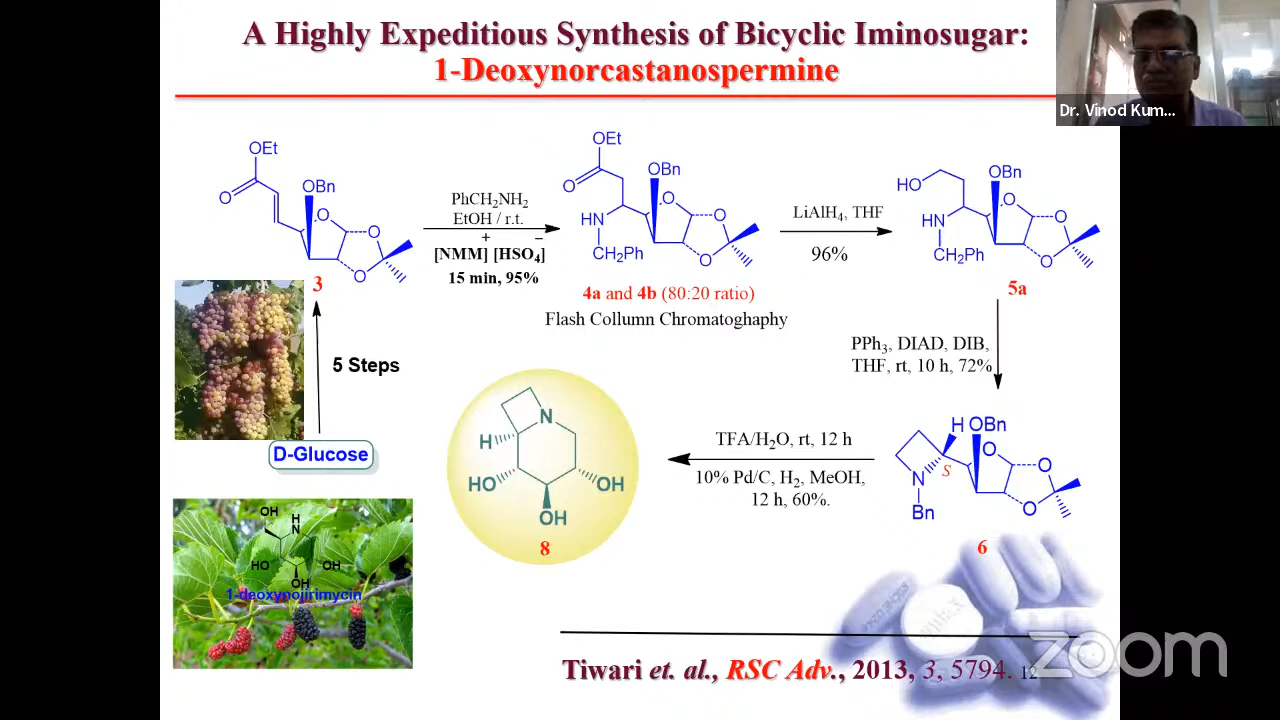 A Highly Expeditious Synthesis of Bicyclic Iminosugar:
1-Deoxynorcastanospermine
Dr. Vinod Kum...
OEt
O
OBn
O
O
O
3
PhCH2NH2
EtOH / r.t.
+ −
[NMM] [HSO4]
15 min, 95%
OEt
O
OBn
O
HN
O
CH2Ph
O
4a and 4b (80:20 ratio)
Flash Collumn Chromatoghaphy
LiAlH4, THF
96%
HO
OBn
O
HN
O
CH2Ph
O
5a
5 Steps
D-Glucose
PPh3, DIAD, DIB,
THF, rt, 10 h, 72%
H OBn
O
S
O
N
O
Bn
6
TFA/H2O, rt, 12 h
10% Pd/C, H2, MeOH,
12 h, 60%.
N
H
HO
OH
OH
8
OH
H
N
HO
OH
OH
1-deoxynojirimycin
Tiwari et. al., RSC Adv., 2013, 3, 5794. 12
zoom